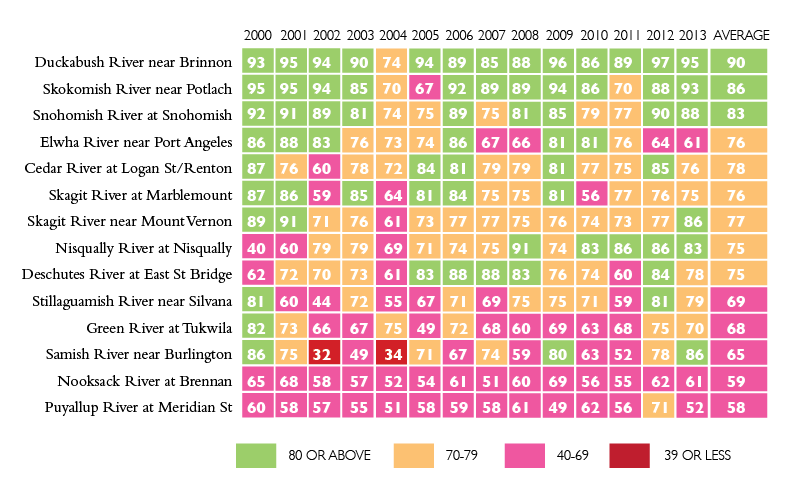 2000 2001 2002 2003 2004 2005 2006 2007 2008 2009 2010 2011 2012 2013 AVERAGE
Duckabush River near Brinnon 93 95 94 90 74 94 89 85 88 96 86 89 97 95 90
Skokomish River near Potlach 95 95 94 85 70 67 92 89 89 94 86 70 88 93 86
Snohomish River at Snohomish 92 91 89 81 74 75 89 75 81 85 79 77 90 88 83
Elwha River near Port Angeles 86 88 83 76 73 74 86 67 66 81 81 76 64 61 76
Cedar River at Logan St/Renton 87 76 60 78 72 84 81 79 79 81 77 75 85 76 78
Skagit River at Marblemount 87 86 59 85 64 81 84 75 75 81 56 77 76 75 76
Skagit River near Mount Vernon 89 91 71 76 61 73 77 77 75 76 74 73 77 86 77
Nisqually River at Nisqually 40 60 79 79 69 71 74 75 91 74 83 86 86 83 75
Deschutes River at East St Bridge 62 72 70 73 61 83 88 88 83 76 74 60 84 78 75
Stillaguamish River near Silvana 81 60 44 72 55 67 71 69 75 75 71 59 81 79 69
Green River at Tukwila 82 73 66 67 75 49 72 68 60 69 63 68 75 70 68
Samish River near Burlington 86 75 32 49 34 71 67 74 59 80 63 52 78 86 65
Nooksack River at Brennan 65 68 58 57 52 54 61 51 60 69 56 55 62 61 59
Puyallup River at Meridian St 60 58 57 55 51 58 59 58 61 49 62 56 71 52 58
80 OR ABOVE 70-79 40-69 39 OR LESS